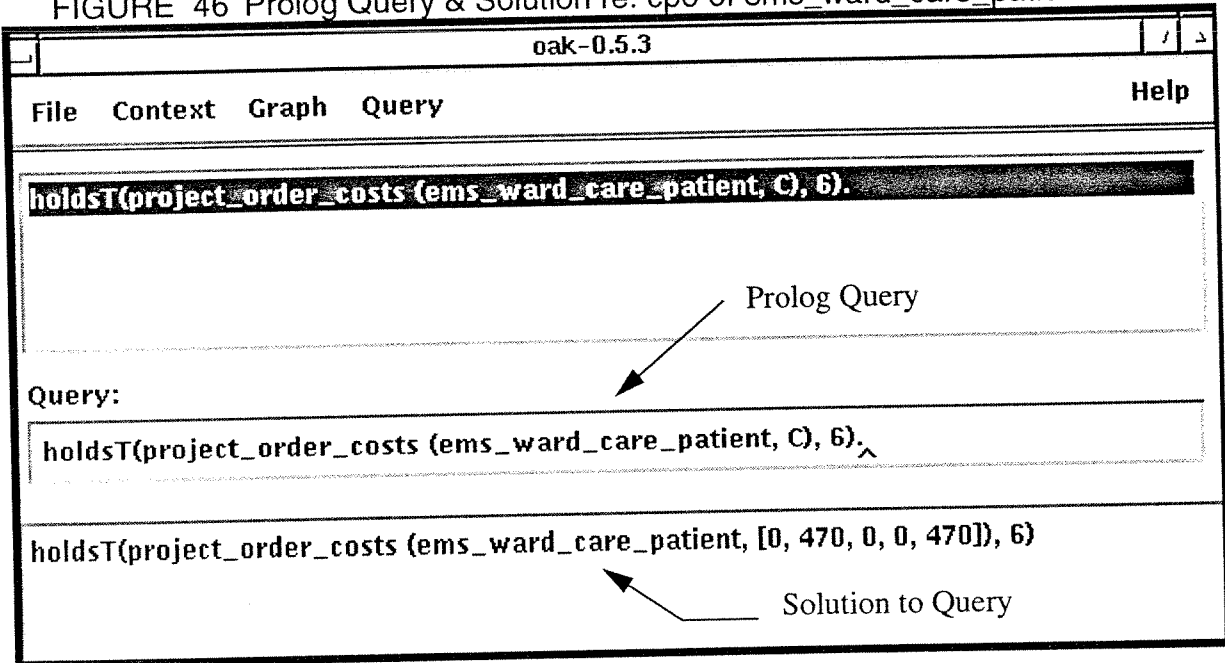 FIGURE 46 Prolog Query & Solution re: cpo of ems_ward_care_patient
oak-0.5.3
File Context Graph Query Help
holdsT(project_order_costs (ems_ward_care_patient, C), 6).
Prolog Query
Query:
holdsT(project_order_costs (ems_ward_care_patient, C), 6).
holdsT(project_order_costs (ems_ward_care_patient, [0, 470, 0, 0, 470]), 6)
Solution to Query